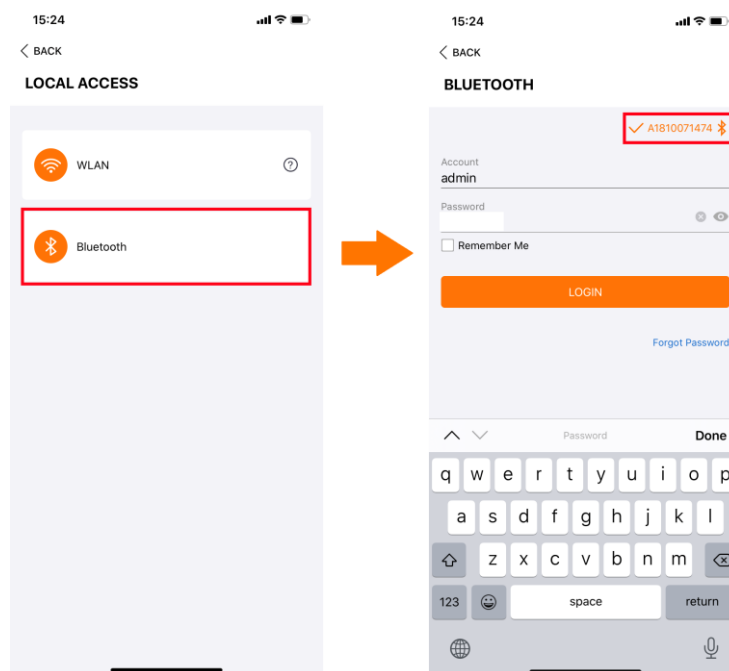 15:24
BACK
LOCAL ACCESS
WLAN
?
Bluetooth
15:24
BACK
BLUETOOTH
A1810071474
Account
admin
Password
Remember Me
LOGIN
Forgot Password
Password Done
q w e r t y u i o p
a s d f g h j k l
z x c v b n m
123 space return